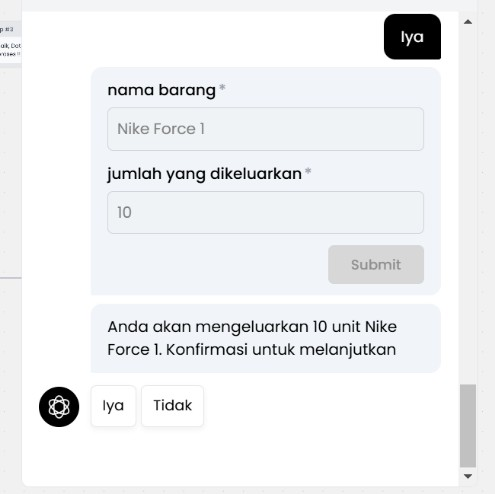 p #3
Iya
nama barang *
Nike Force 1
jumlah yang dikeluarkan *
10
Submit
Anda akan mengeluarkan 10 unit Nike
Force 1. Konfirmasi untuk melanjutkan
Iya
Tidak